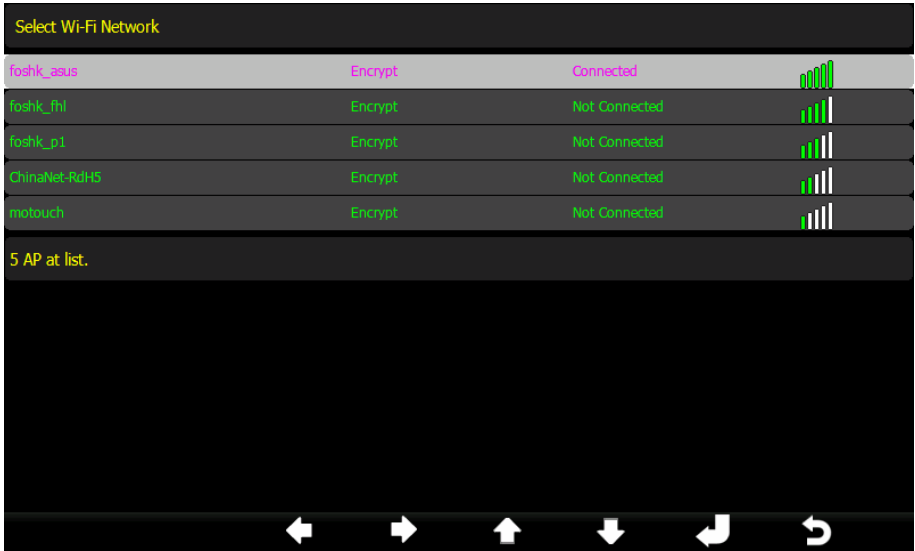 Select Wi-Fi Network
foshk_asus Encrypt Connected
foshk_fhl Encrypt Not Connected
foshk_p1 Encrypt Not Connected
ChinaNet-RdH5 Encrypt Not Connected
motouch Encrypt Not Connected
5 AP at list.